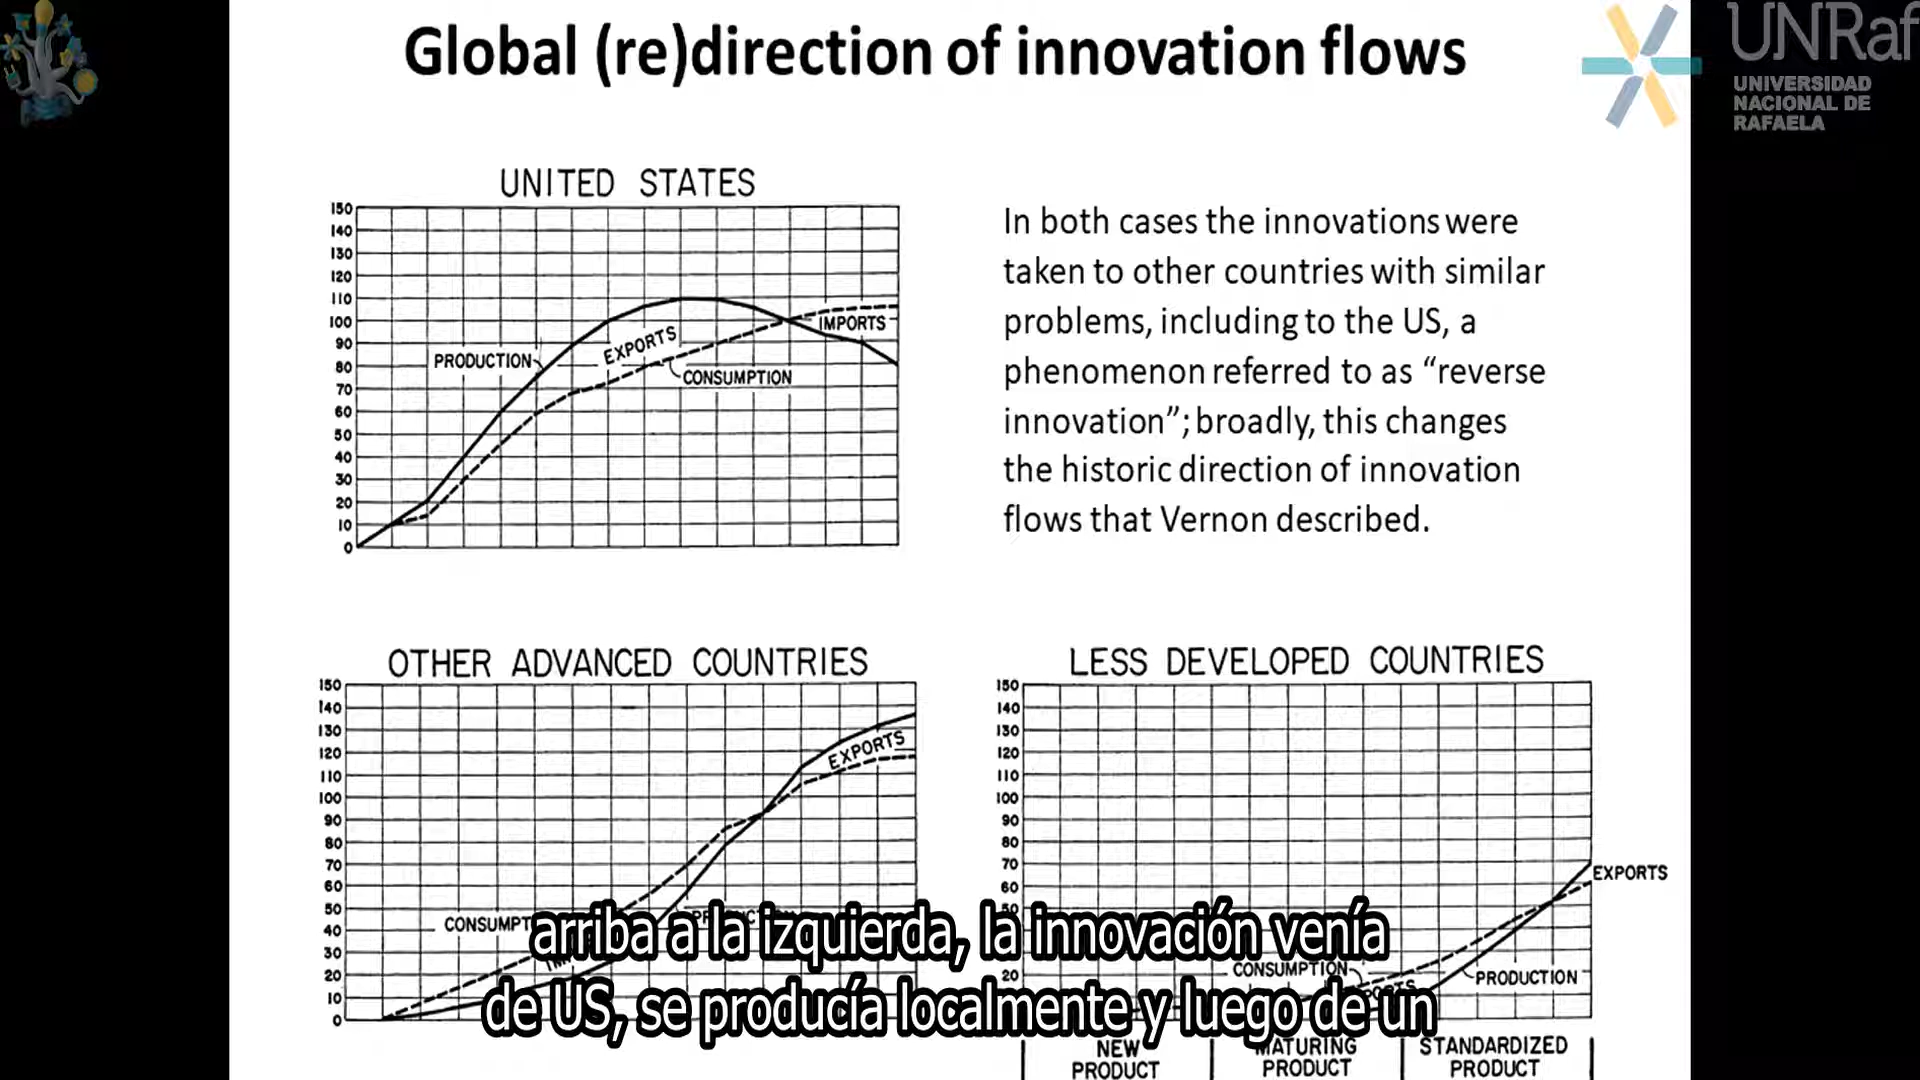 Global (re)direction of innovation flows
UNRaf
UNIVERSIDAD
NACIONAL DE
RAFAELA
UNITED STATES
150
140
130
120
110
100
90
80
70
60
50
40
30
20
10
0
PRODUCTION
EXPORTS
CONSUMPTION
IMPORTS
In both cases the innovations were
taken to other countries with similar
problems, including to the US, a
phenomenon referred to as “reverse
innovation”; broadly, this changes
the historic direction of innovation
flows that Vernon described.
OTHER ADVANCED COUNTRIES
150
140
130
120
110
100
90
80
70
60
50
40
30
20
10
0
EXPORTS
LESS DEVELOPED COUNTRIES
150
140
130
120
110
100
90
80
70
60
50
20
EXPORTS
CONSUMPTION
PRODUCTION
arriba a la izquierda, la innovación venía
de US, se producía localmente y luego de un
NEW
PRODUCT
MATURING
PRODUCT
STANDARDIZED
PRODUCT